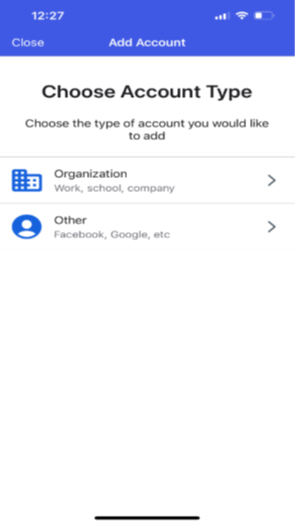 12:27
Close Add Account
Choose Account Type
Choose the type of account you would like
to add
Organization
Work, school, company
Other
Facebook, Google, etc